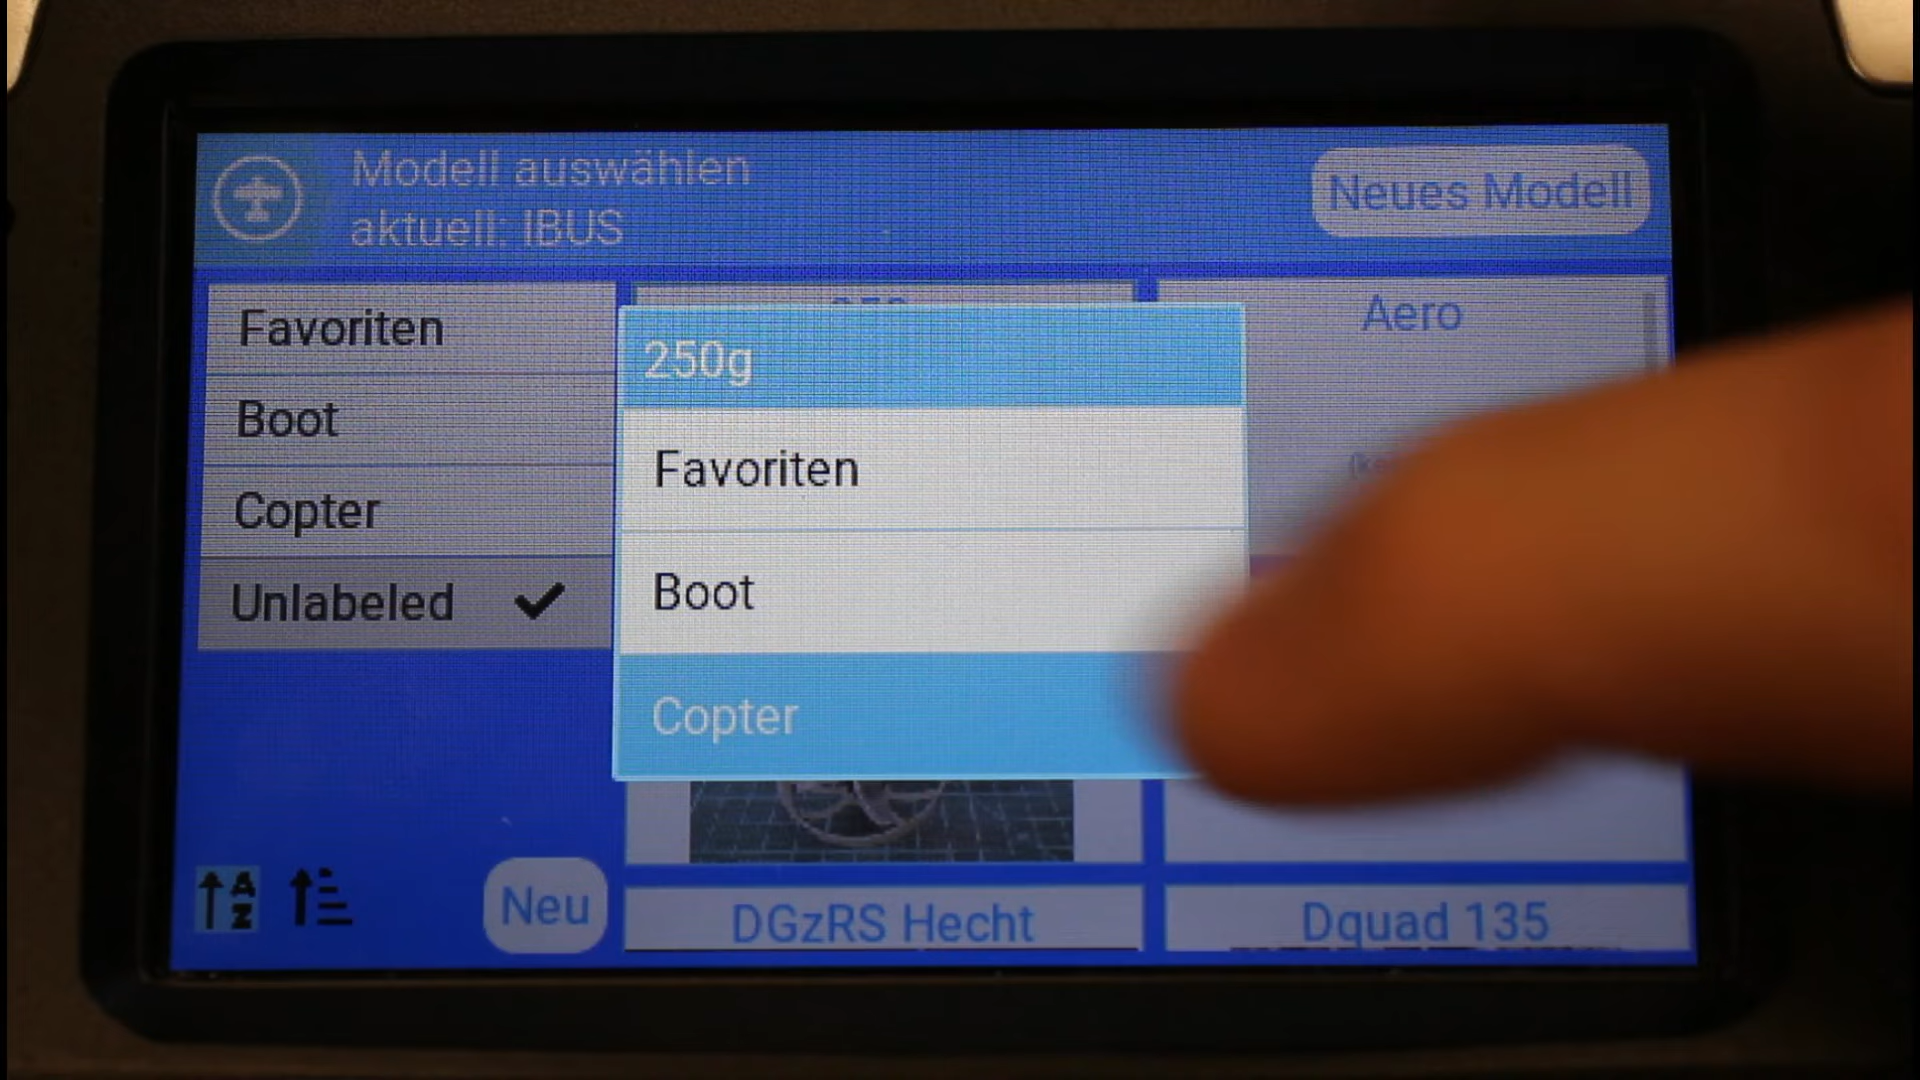 Modell auswählen
aktuell: IBUS
Neues Modell
Favoriten
Boot
Copter
Unlabeled
Neu
250g
Favoriten
Boot
Copter
Aero
DGzRS Hecht
Dquad 135